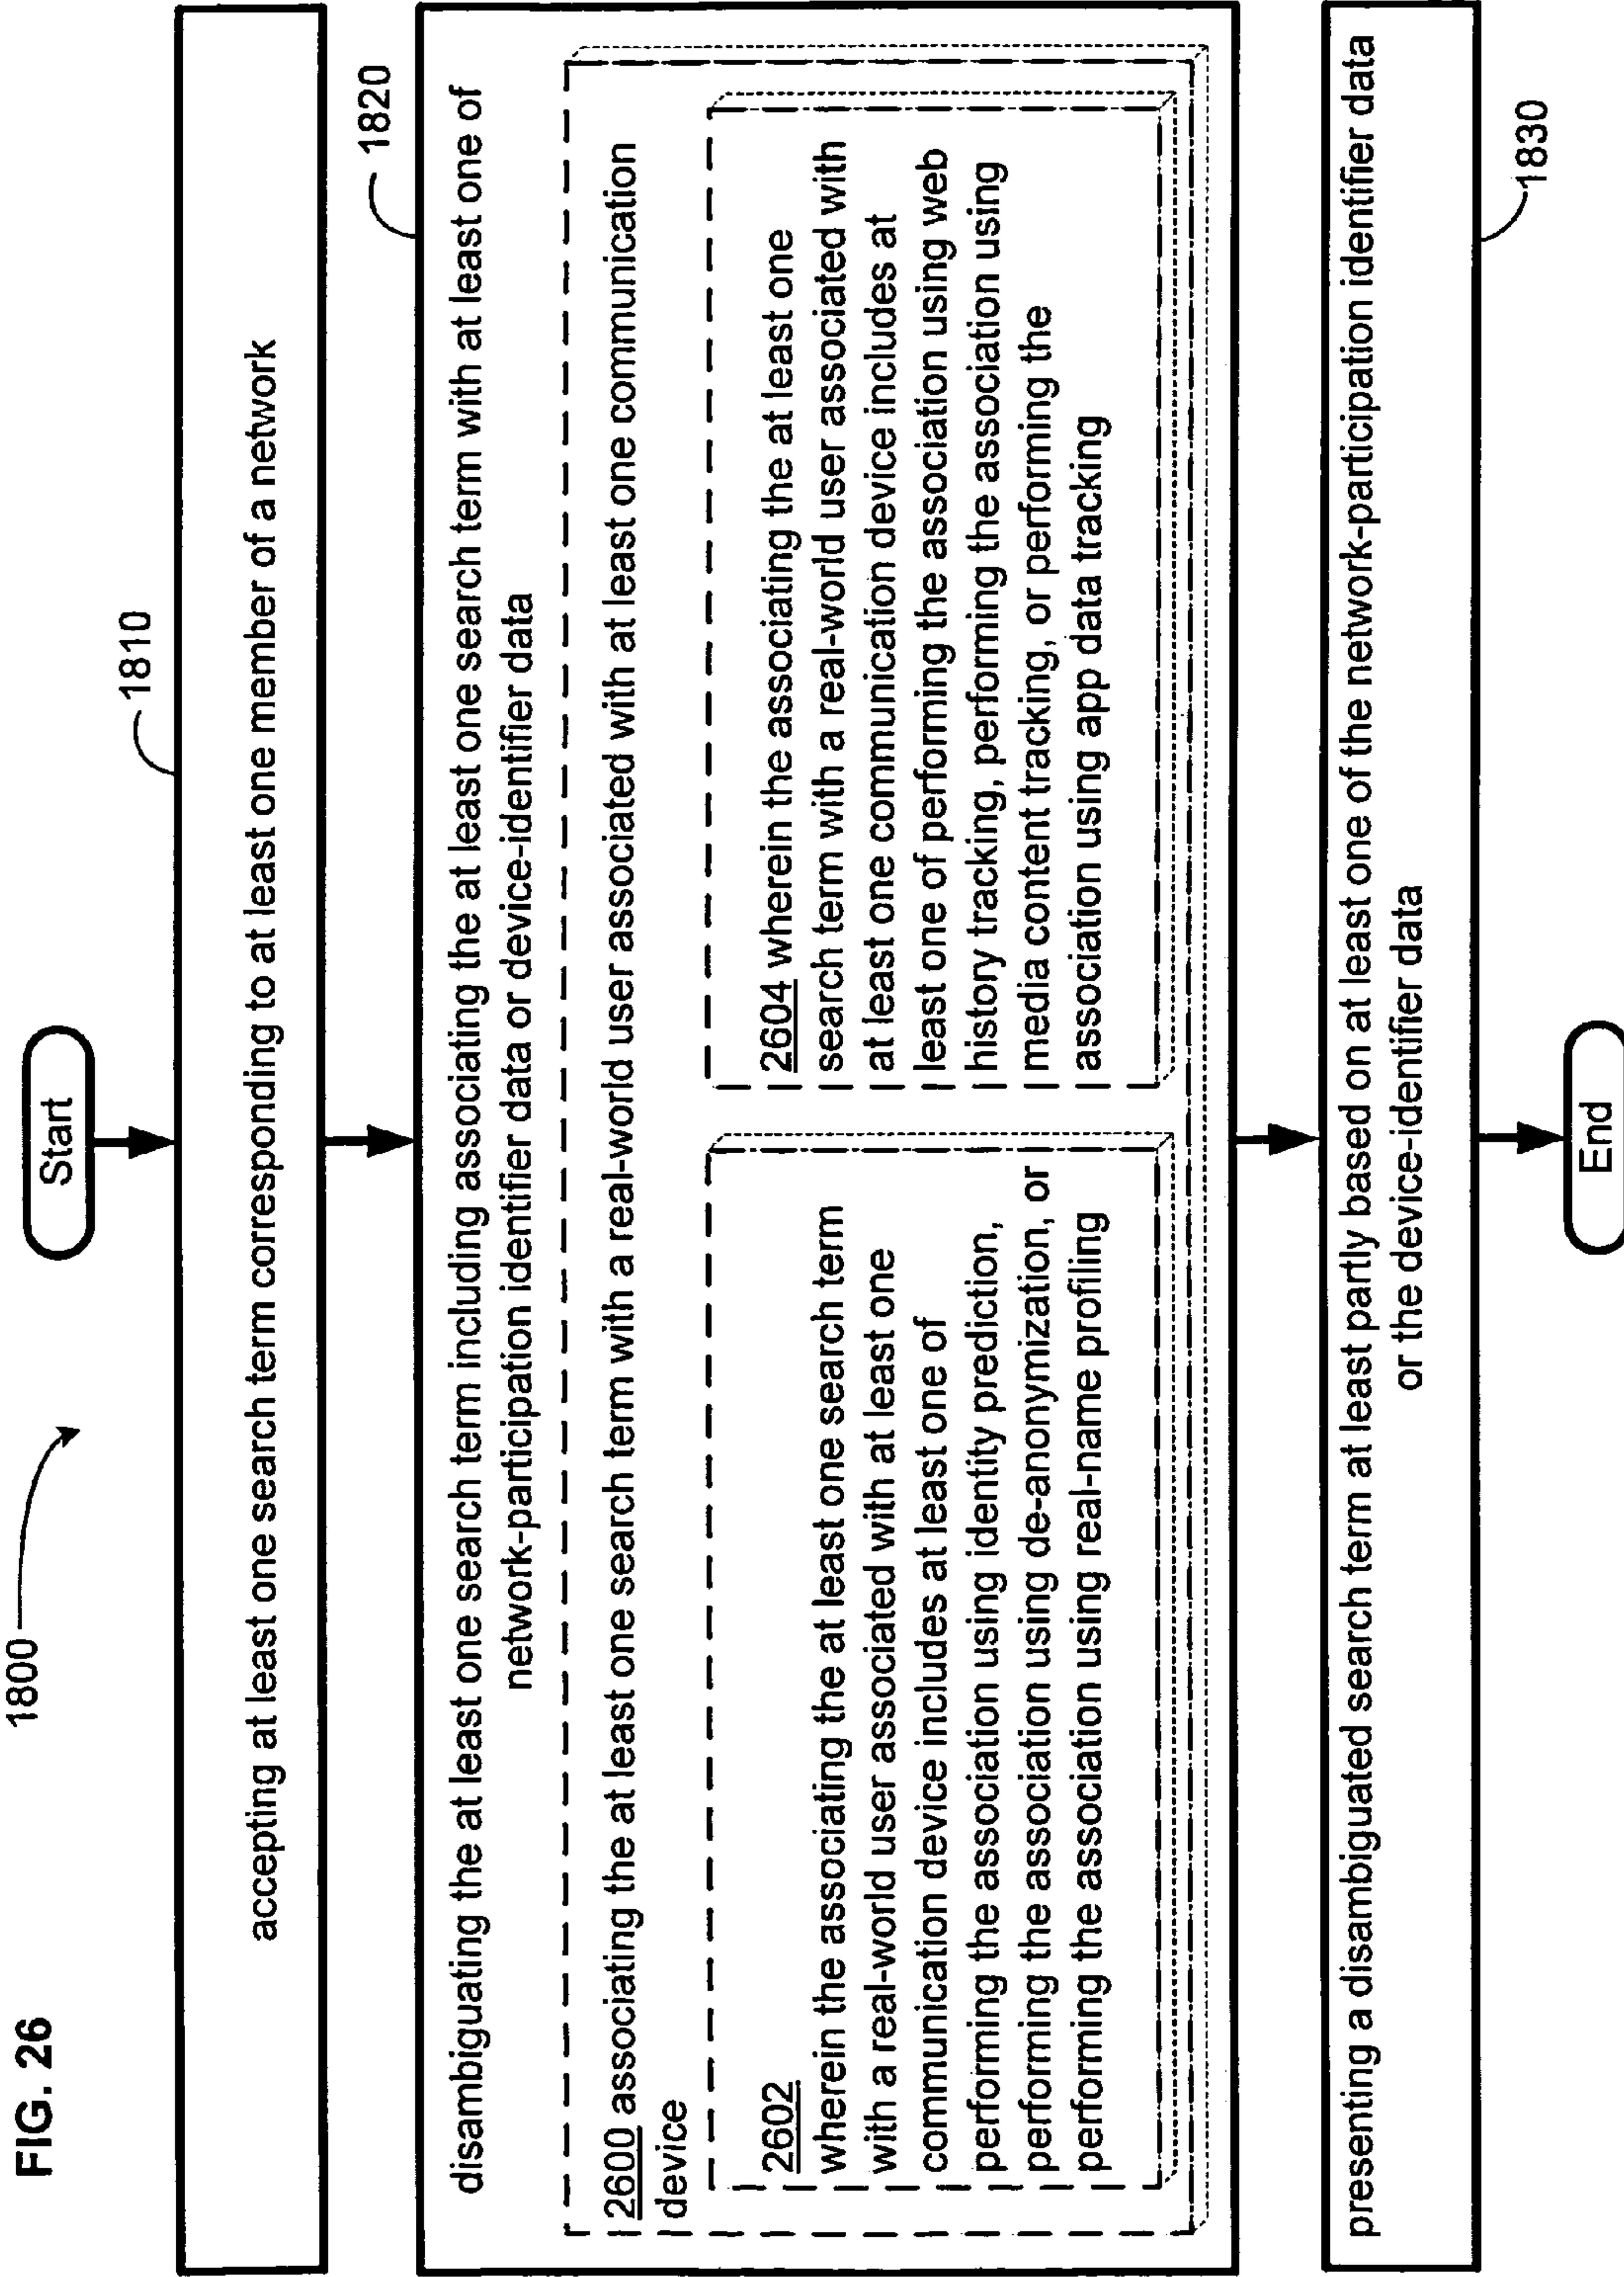 FIG. 26
1800
Start
1810
accepting at least one search term corresponding to at least one member of a network
1820
disambiguating the at least one search term including associating the at least one search term with at least one of
network-participation identifier data or device-identifier data
2600 associating the at least one search term with a real-world user associated with at least one communication
device
2602
wherein the associating the at least one search term
with a real-world user associated with at least one
communication device includes at least one of
performing the association using identity prediction,
performing the association using de-anonymization, or
performing the association using real-name profiling
2604 wherein the associating the at least one
search term with a real-world user associated with
at least one communication device includes at
least one of performing the association using web
history tracking, performing the association using
media content tracking, or performing the
association using app data tracking
presenting a disambiguated search term at least partly based on at least one of the network-participation identifier data
or the device-identifier data
1830
End